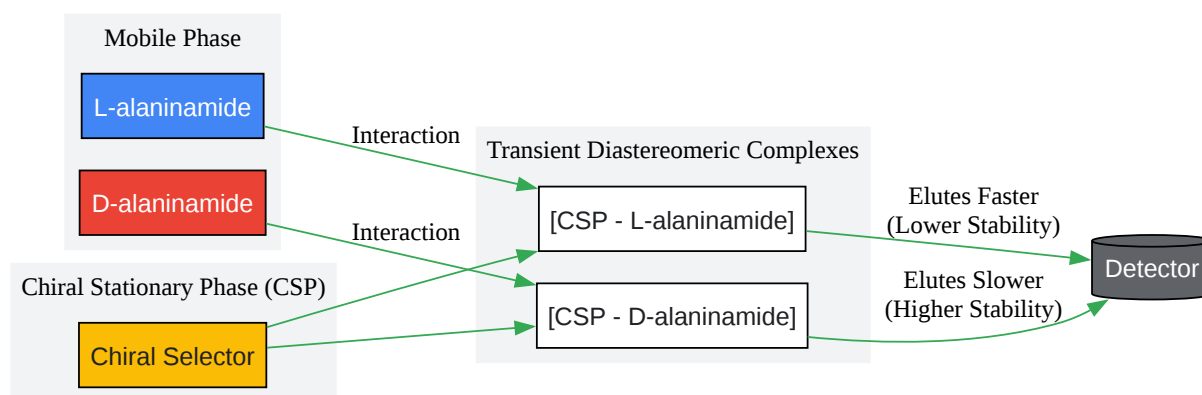 Mobile Phase
L-alaninamide
D-alaninamide
Chiral Stationary Phase (CSP)
Chiral Selector
Interaction
Interaction
Transient Diastereomeric Complexes
[CSP - L-alaninamide]
[CSP - D-alaninamide]
Elutes Faster
(Lower Stability)
Elutes Slower
(Higher Stability)
Detector